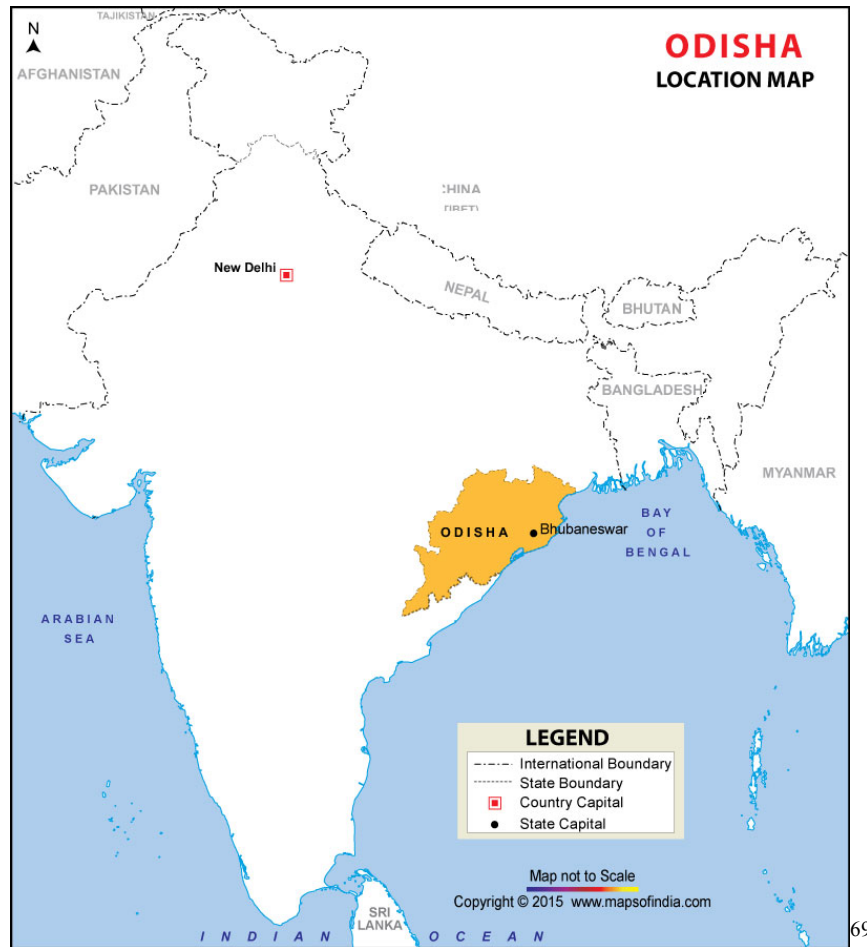 TAJIKISTAN
N
ODISHA
LOCATION MAP
AFGHANISTAN
PAKISTAN
:HINA
(IBET)
New Delhi
NEPAL
BHUTAN
BANGLADESH
MYANMAR
ODISHA
Bhubaneswar
BAY
OF
BENGAL
ARABIAN
SEA
LEGEND
International Boundary
State Boundary
Country Capital
State Capital
Map not to Scale
Copyright © 2015 www.mapsofindia.com
SRI
LANKA
INDIAN OCEAN
69